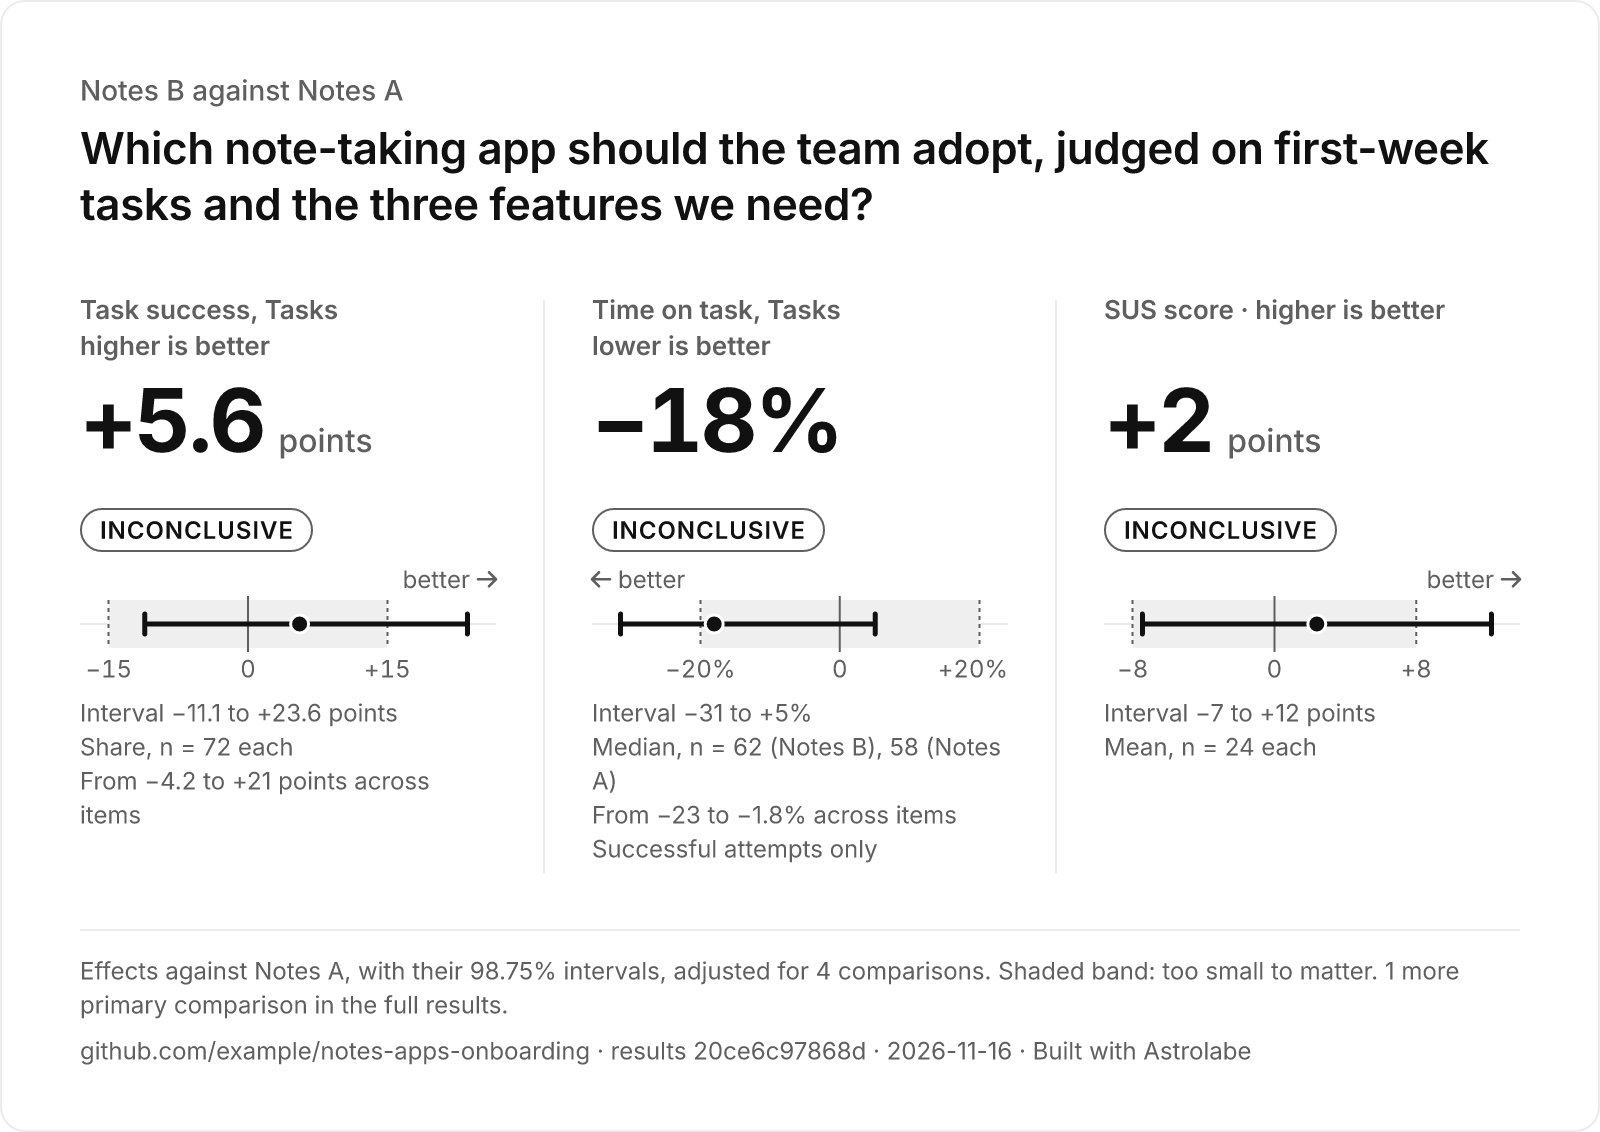 Notes B against Notes A
Which note-taking app should the team adopt, judged on first-week
tasks and the three features we need?
Task success, Tasks
higher is better
+5.6 points
INCONCLUSIVE
better →
−15 0 +15
Interval −11.1 to +23.6 points
Share, n = 72 each
From −4.2 to +21 points across
items
Time on task, Tasks
lower is better
−18%
INCONCLUSIVE
← better
−20% 0 +20%
Interval −31 to +5%
Median, n = 62 (Notes B), 58 (Notes
A)
From −23 to −1.8% across items
Successful attempts only
SUS score · higher is better
+2 points
INCONCLUSIVE
better →
−8 0 +8
Interval −7 to +12 points
Mean, n = 24 each
Effects against Notes A, with their 98.75% intervals, adjusted for 4 comparisons. Shaded band: too small to matter. 1 more
primary comparison in the full results.
github.com/example/notes-apps-onboarding · results 20ce6c97868d · 2026-11-16 · Built with Astrolabe